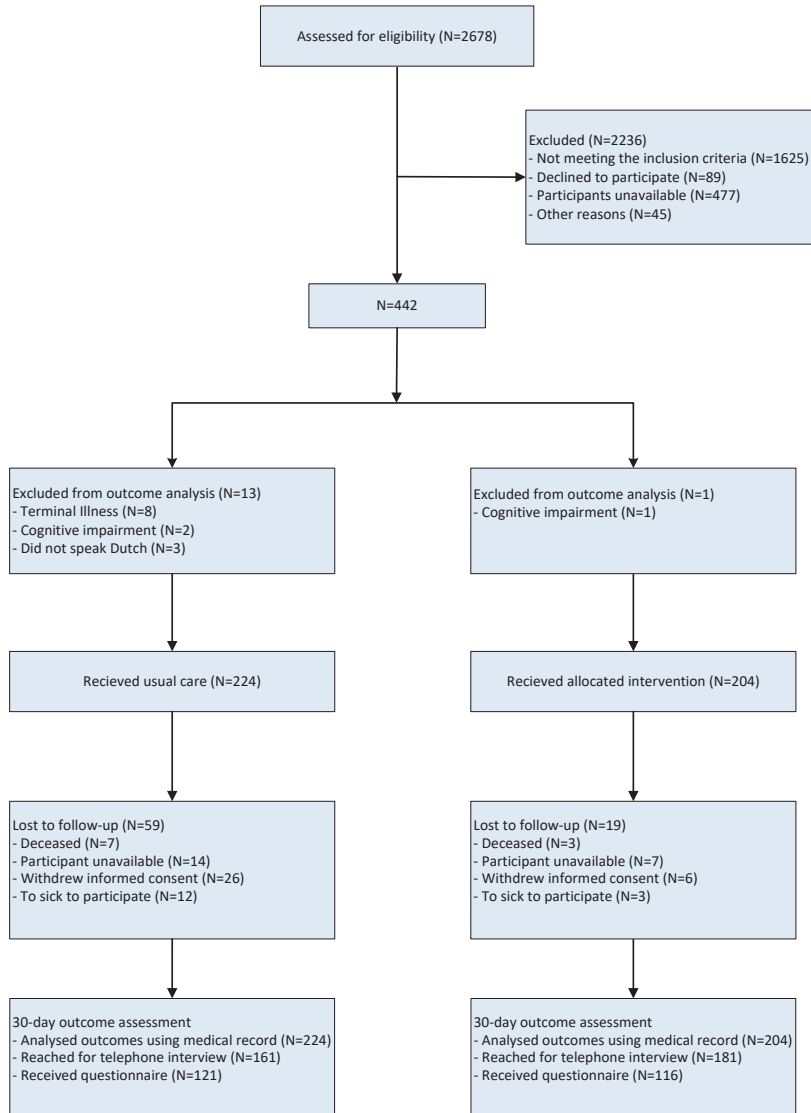 Assessed for eligibility (N=2678)
Excluded (N=2236)
- Not meeting the inclusion criteria (N=1625)
- Declined to participate (N=89)
- Participants unavailable (N=477)
- Other reasons (N=45)
N=442
Excluded from outcome analysis (N=13)
- Terminal Illness (N=8)
- Cognitive impairment (N=2)
- Did not speak Dutch (N=3)
Excluded from outcome analysis (N=1)
- Cognitive impairment (N=1)
Recieved usual care (N=224)
Recieved allocated intervention (N=204)
Lost to follow-up (N=59)
- Deceased (N=7)
- Participant unavailable (N=14)
- Withdrew informed consent (N=26)
- To sick to participate (N=12)
Lost to follow-up (N=19)
- Deceased (N=3)
- Participant unavailable (N=7)
- Withdrew informed consent (N=6)
- To sick to participate (N=3)
30-day outcome assessment
- Analysed outcomes using medical record (N=224)
- Reached for telephone interview (N=161)
- Received questionnaire (N=121)
30-day outcome assessment
- Analysed outcomes using medical record (N=204)
- Reached for telephone interview (N=181)
- Received questionnaire (N=116)